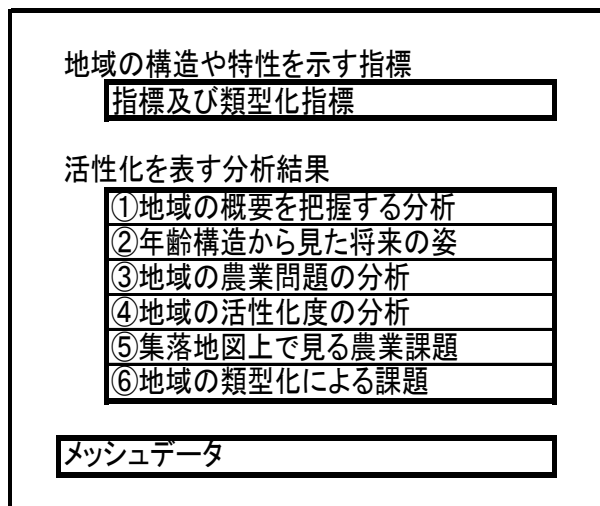 地域の構造や特性を示す指標
指標及び類型化指標
活性化を表す分析結果
①地域の概要を把握する分析
②年齢構造から見た将来の姿
③地域の農業問題の分析
④地域の活性化度の分析
⑤集落地図上で見る農業課題
⑥地域の類型化による課題
メッシュデータ